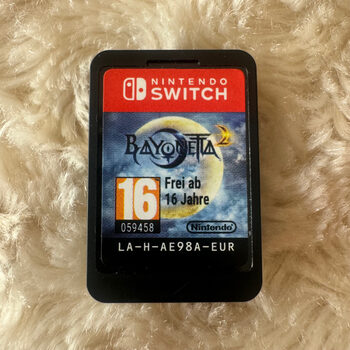 NINTENDO
SWITCH
BAYONETTA 2
16
Frei ab
16 Jahre
059458
Nintendo
LA-H-AE98A-EUR